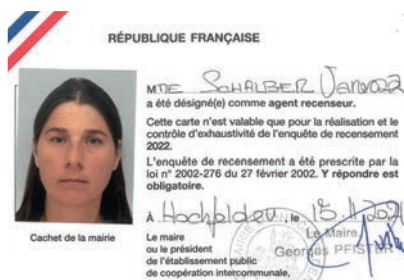 RÉPUBLIQUE FRANÇAISE
MME SCHALBER
a été désigné(e) comme agent recenseur.
Cette carte n'est valable que pour la réalisation et le
contrôle d'exhaustivité de l'enquête de recensement
2022.
L'enquête de recensement a été prescrite par la
loi n° 2002-276 du 27 février 2002. Y répondre est
obligatoire.
À Hochfelden, le 15.1.2021
Cachet de la mairie
Le maire
ou le président
de l'établissement public
de coopération intercommunale,
Le Maire
Georges PFISTER